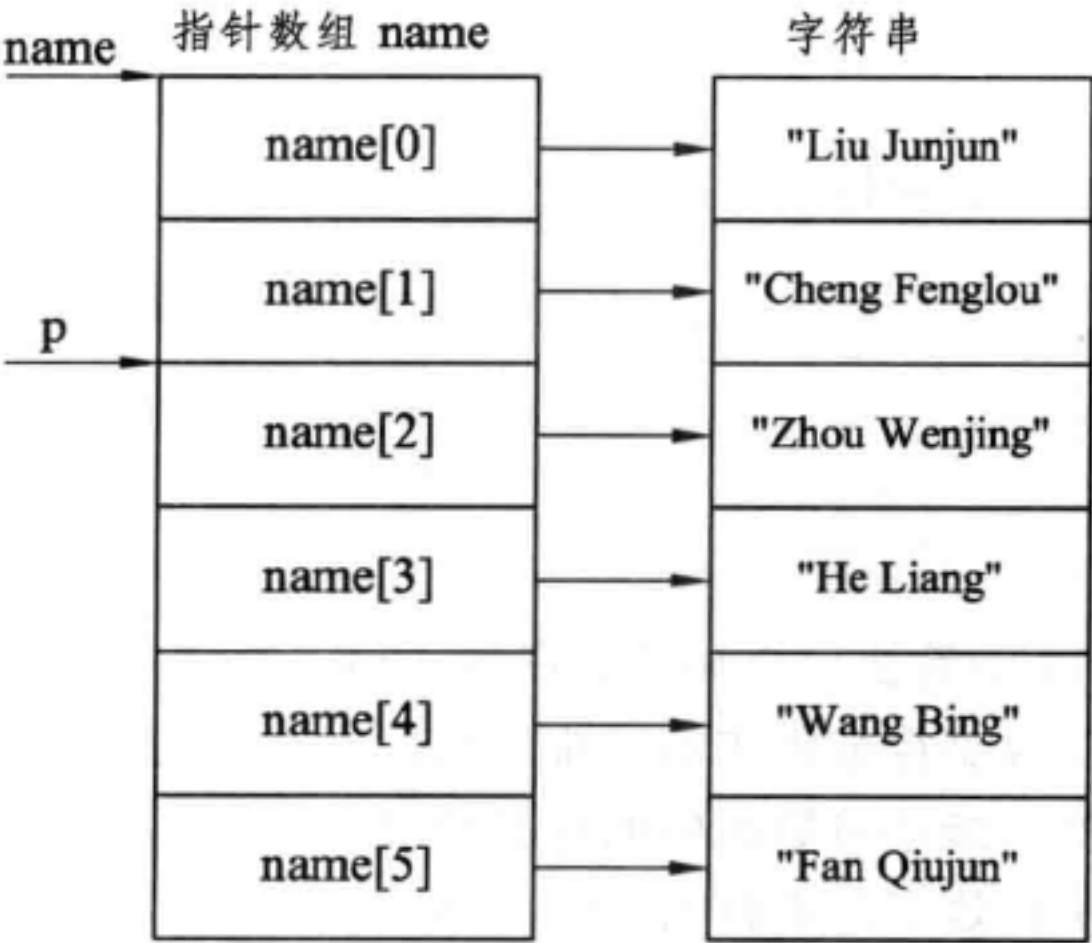 指针数组 name
字符串
name
name[0]
"Liu Junjun"
name[1]
"Cheng Fenglou"
p
name[2]
"Zhou Wenjing"
name[3]
"He Liang"
name[4]
"Wang Bing"
name[5]
"Fan Qiujun"